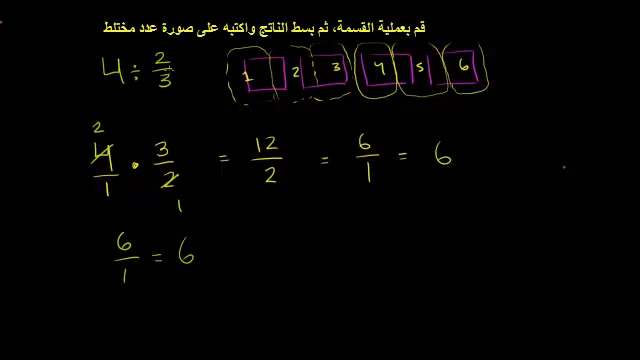 قم بعملية القسمة، ثم بسط الناتج واكتبه على صورة عدد مختلط
4 ÷ 2/3
1 2 3 4 5 6
2
4/1 · 3/2 = 12/2 = 6/1 = 6
1
6/1 = 6